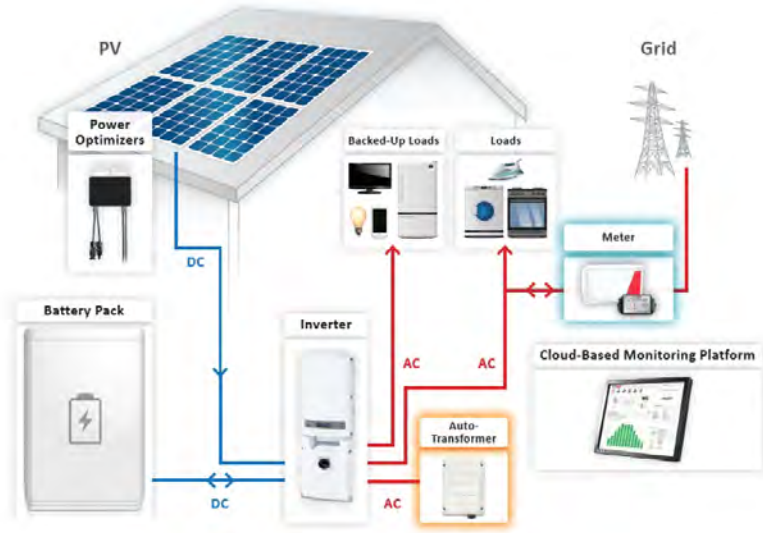 PV
Grid
Power
Optimizers
Backed-Up Loads
Loads
Meter
DC
Battery Pack
Inverter
AC
AC
Cloud-Based Monitoring Platform
Auto-
Transformer
DC
AC